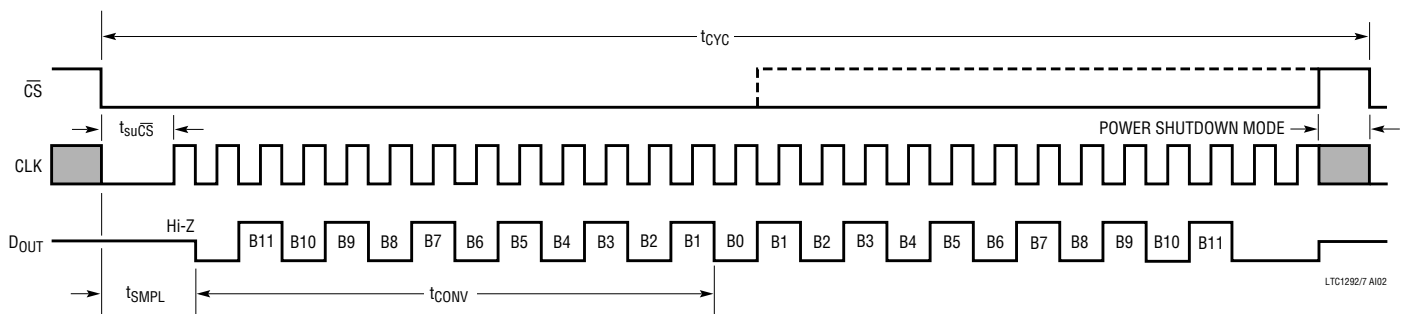 tCYC
CS
tsuCS
POWER SHUTDOWN MODE
CLK
Hi-Z
DOUT
B11 B10 B9 B8 B7 B6 B5 B4 B3 B2 B1 B0 B1 B2 B3 B4 B5 B6 B7 B8 B9 B10 B11
tSMPL
tCONV
LTC1292/7 AI02